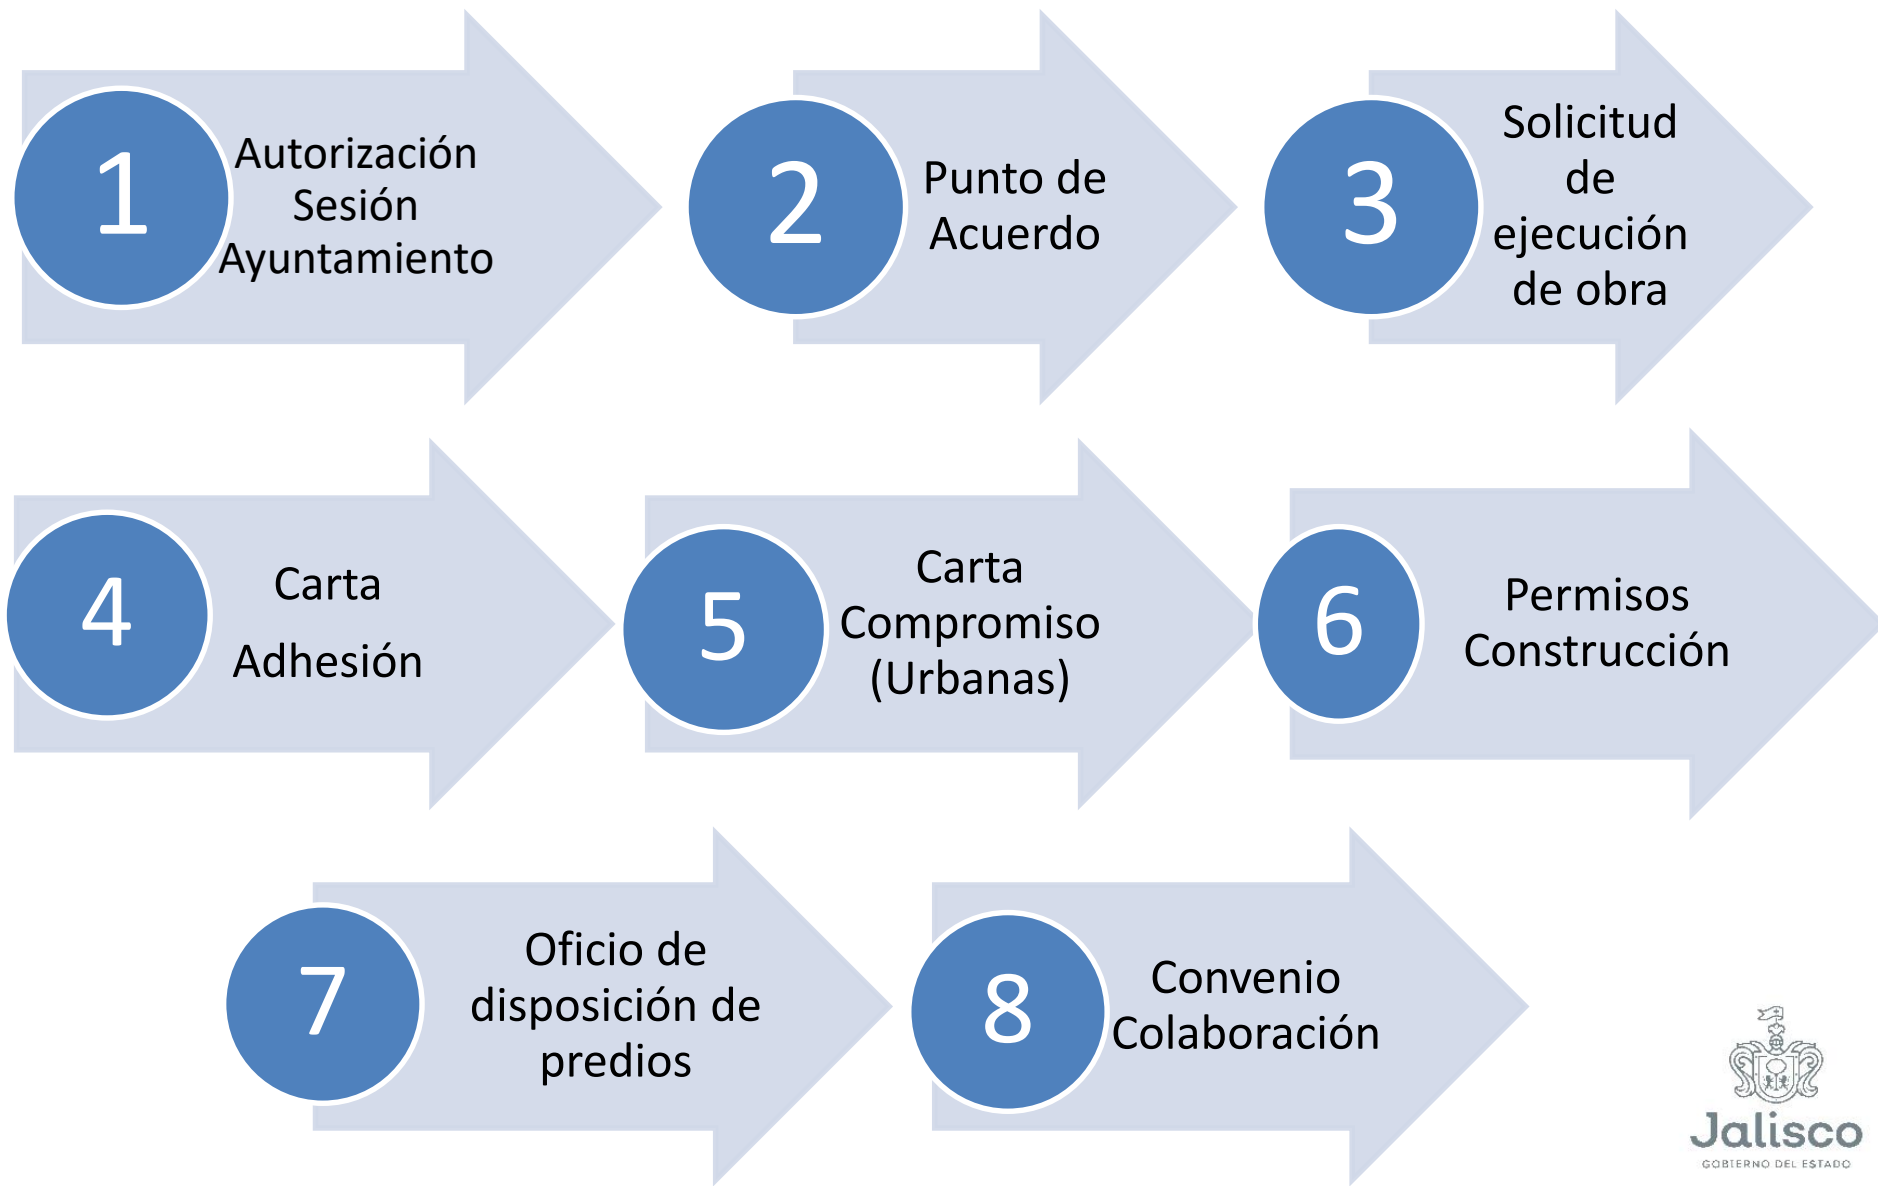 1
Autorización
Sesión
Ayuntamiento
2
Punto de
Acuerdo
3
Solicitud
de
ejecución
de obra
4
Carta
Adhesión
5
Carta
Compromiso
(Urbanas)
6
Permisos
Construcción
7
Oficio de
disposición de
predios
8
Convenio
Colaboración
Jalisco
GOBIERNO DEL ESTADO